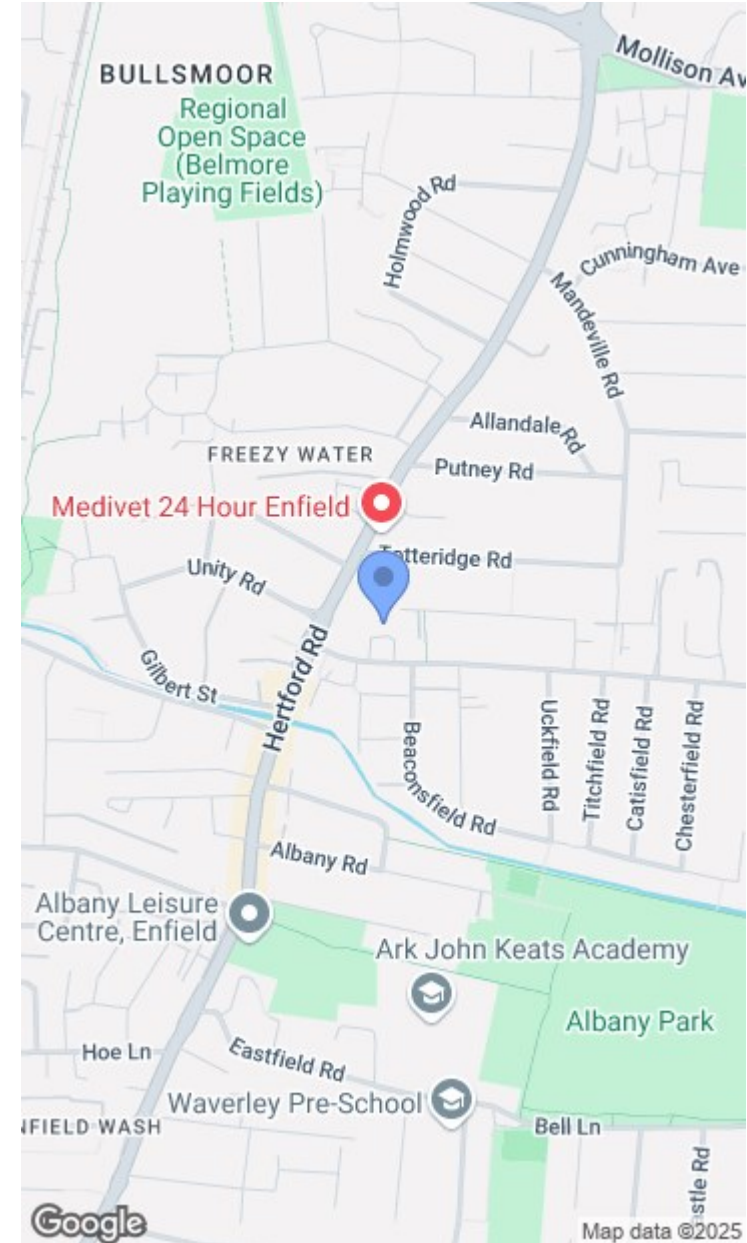 Mollison Av
BULLSMOOR
Regional
Open Space
(Belmore
Playing Fields)
Holmwood Rd
Cunningham Ave
Mandeville Rd
Allandale Rd
FREEZY WATER
Putney Rd
Medivet 24 Hour Enfield
Totteridge Rd
Unity Rd
Gilbert St
Hertford Rd
Beaconsfield Rd
Uckfield Rd
Titchfield Rd
Catisfield Rd
Chesterfield Rd
Albany Rd
Albany Leisure
Centre, Enfield
Ark John Keats Academy
Albany Park
Hoe Ln
Eastfield Rd
Waverley Pre-School
NFIELD WASH
Bell Ln
stle Rd
Google
Map data ©2025